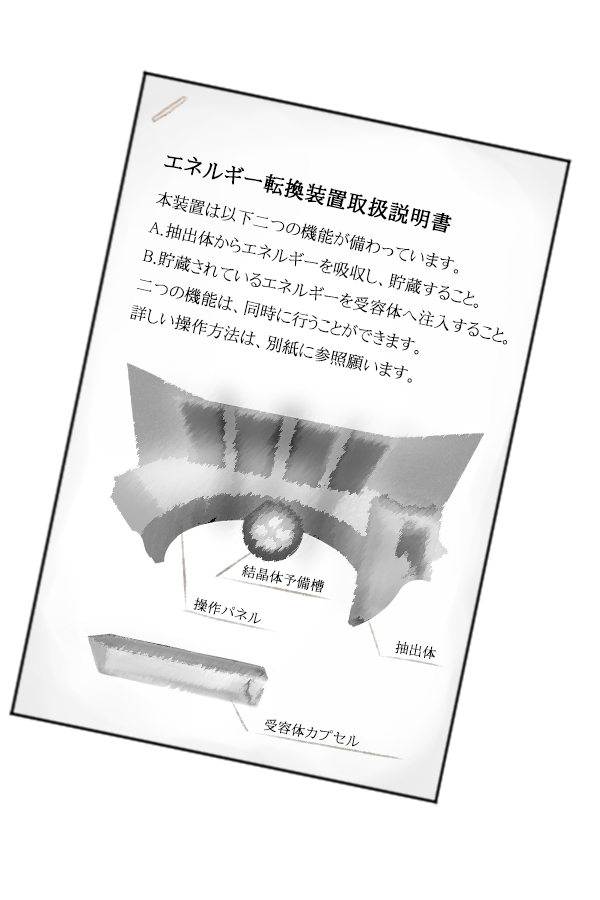 エネルギー転換装置取扱説明書
本装置は以下二つの機能が備わっています。
A.抽出体からエネルギーを吸収し、貯蔵すること。
B.貯蔵されているエネルギーを受容体へ注入すること。
二つの機能は、同時に行うことができます。
詳しい操作方法は、別紙に参照願います。
結晶体予備槽
操作パネル
抽出体
受容体カプセル